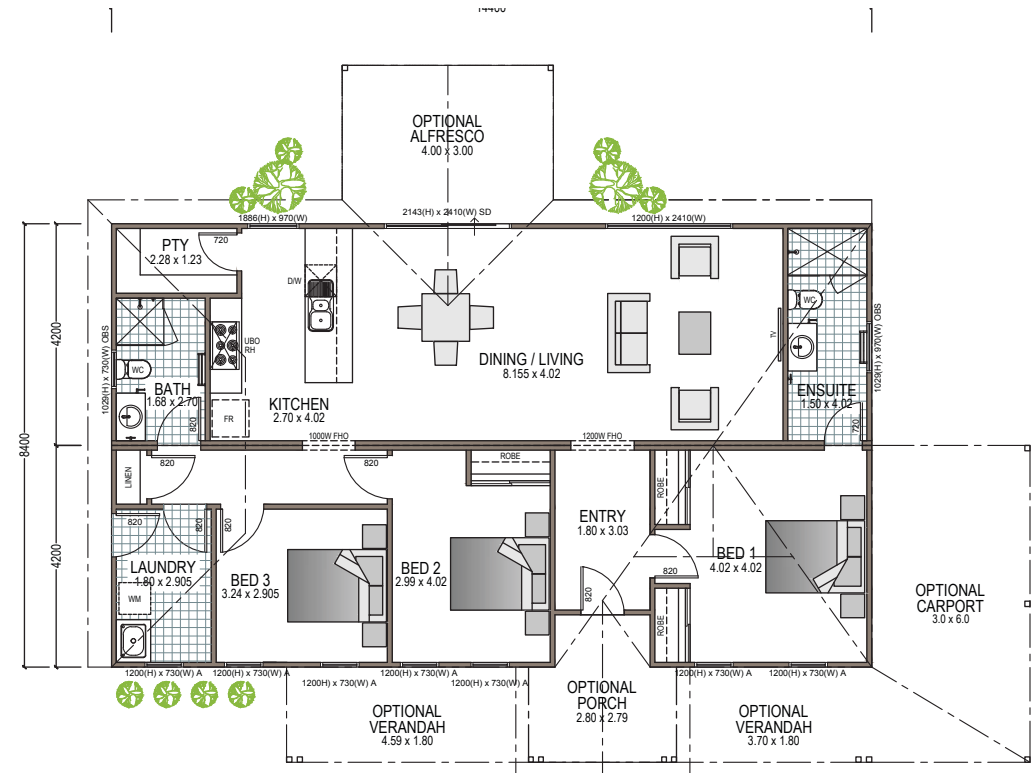 14400
OPTIONAL
ALFRESCO
4.00 x 3.00
1886(H) x 970(W)
2143(H) x 2410(W) SD
1200(H) x 2410(W)
PTY
2.28 x 1.23
720
D/W
UBO
RH
WC
BATH
1.68 x 2.70
820
FR
KITCHEN
2.70 x 4.02
DINING / LIVING
8.155 x 4.02
TV
WC
ENSUITE
1.50 x 4.02
720
1029(H) x 730(W) OBS
1029(H) x 970(W) OBS
4200
8400
4200
1000W FHO
1200W FHO
LINEN
820
820
ROBE
ROBE
820
820
820
LAUNDRY
1.80 x 2.905
WM
BED 3
3.24 x 2.905
BED 2
2.99 x 4.02
ENTRY
1.80 x 3.03
820
820
BED 1
4.02 x 4.02
ROBE
OPTIONAL
CARPORT
3.0 x 6.0
1200(H) x 730(W) A
1200(H) x 730(W) A
1200(H) x 730(W) A
1200(H) x 730(W) A
1200(H) x 730(W) A
1200(H) x 730(W) A
1200(H) x 730(W) A
OPTIONAL
VERANDAH
4.59 x 1.80
OPTIONAL
PORCH
2.80 x 2.79
OPTIONAL
VERANDAH
3.70 x 1.80